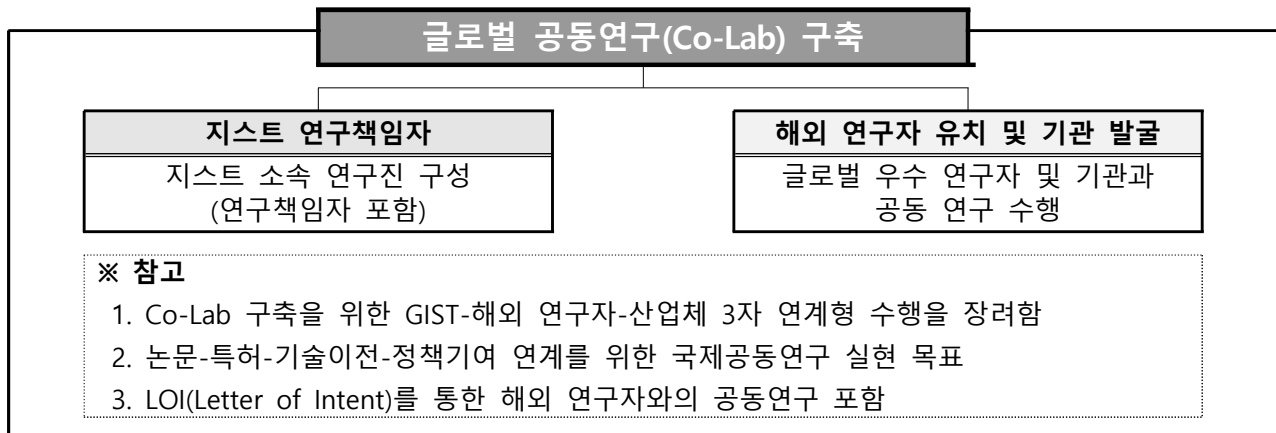 글로벌 공동연구(Co-Lab) 구축
지스트 연구책임자
지스트 소속 연구진 구성
(연구책임자 포함)
해외 연구자 유치 및 기관 발굴
글로벌 우수 연구자 및 기관과
공동 연구 수행
※ 참고
1. Co-Lab 구축을 위한 GIST-해외 연구자-산업체 3자 연계형 수행을 장려함
2. 논문-특허-기술이전-정책기여 연계를 위한 국제공동연구 실현 목표
3. LOI(Letter of Intent)를 통한 해외 연구자와의 공동연구 포함